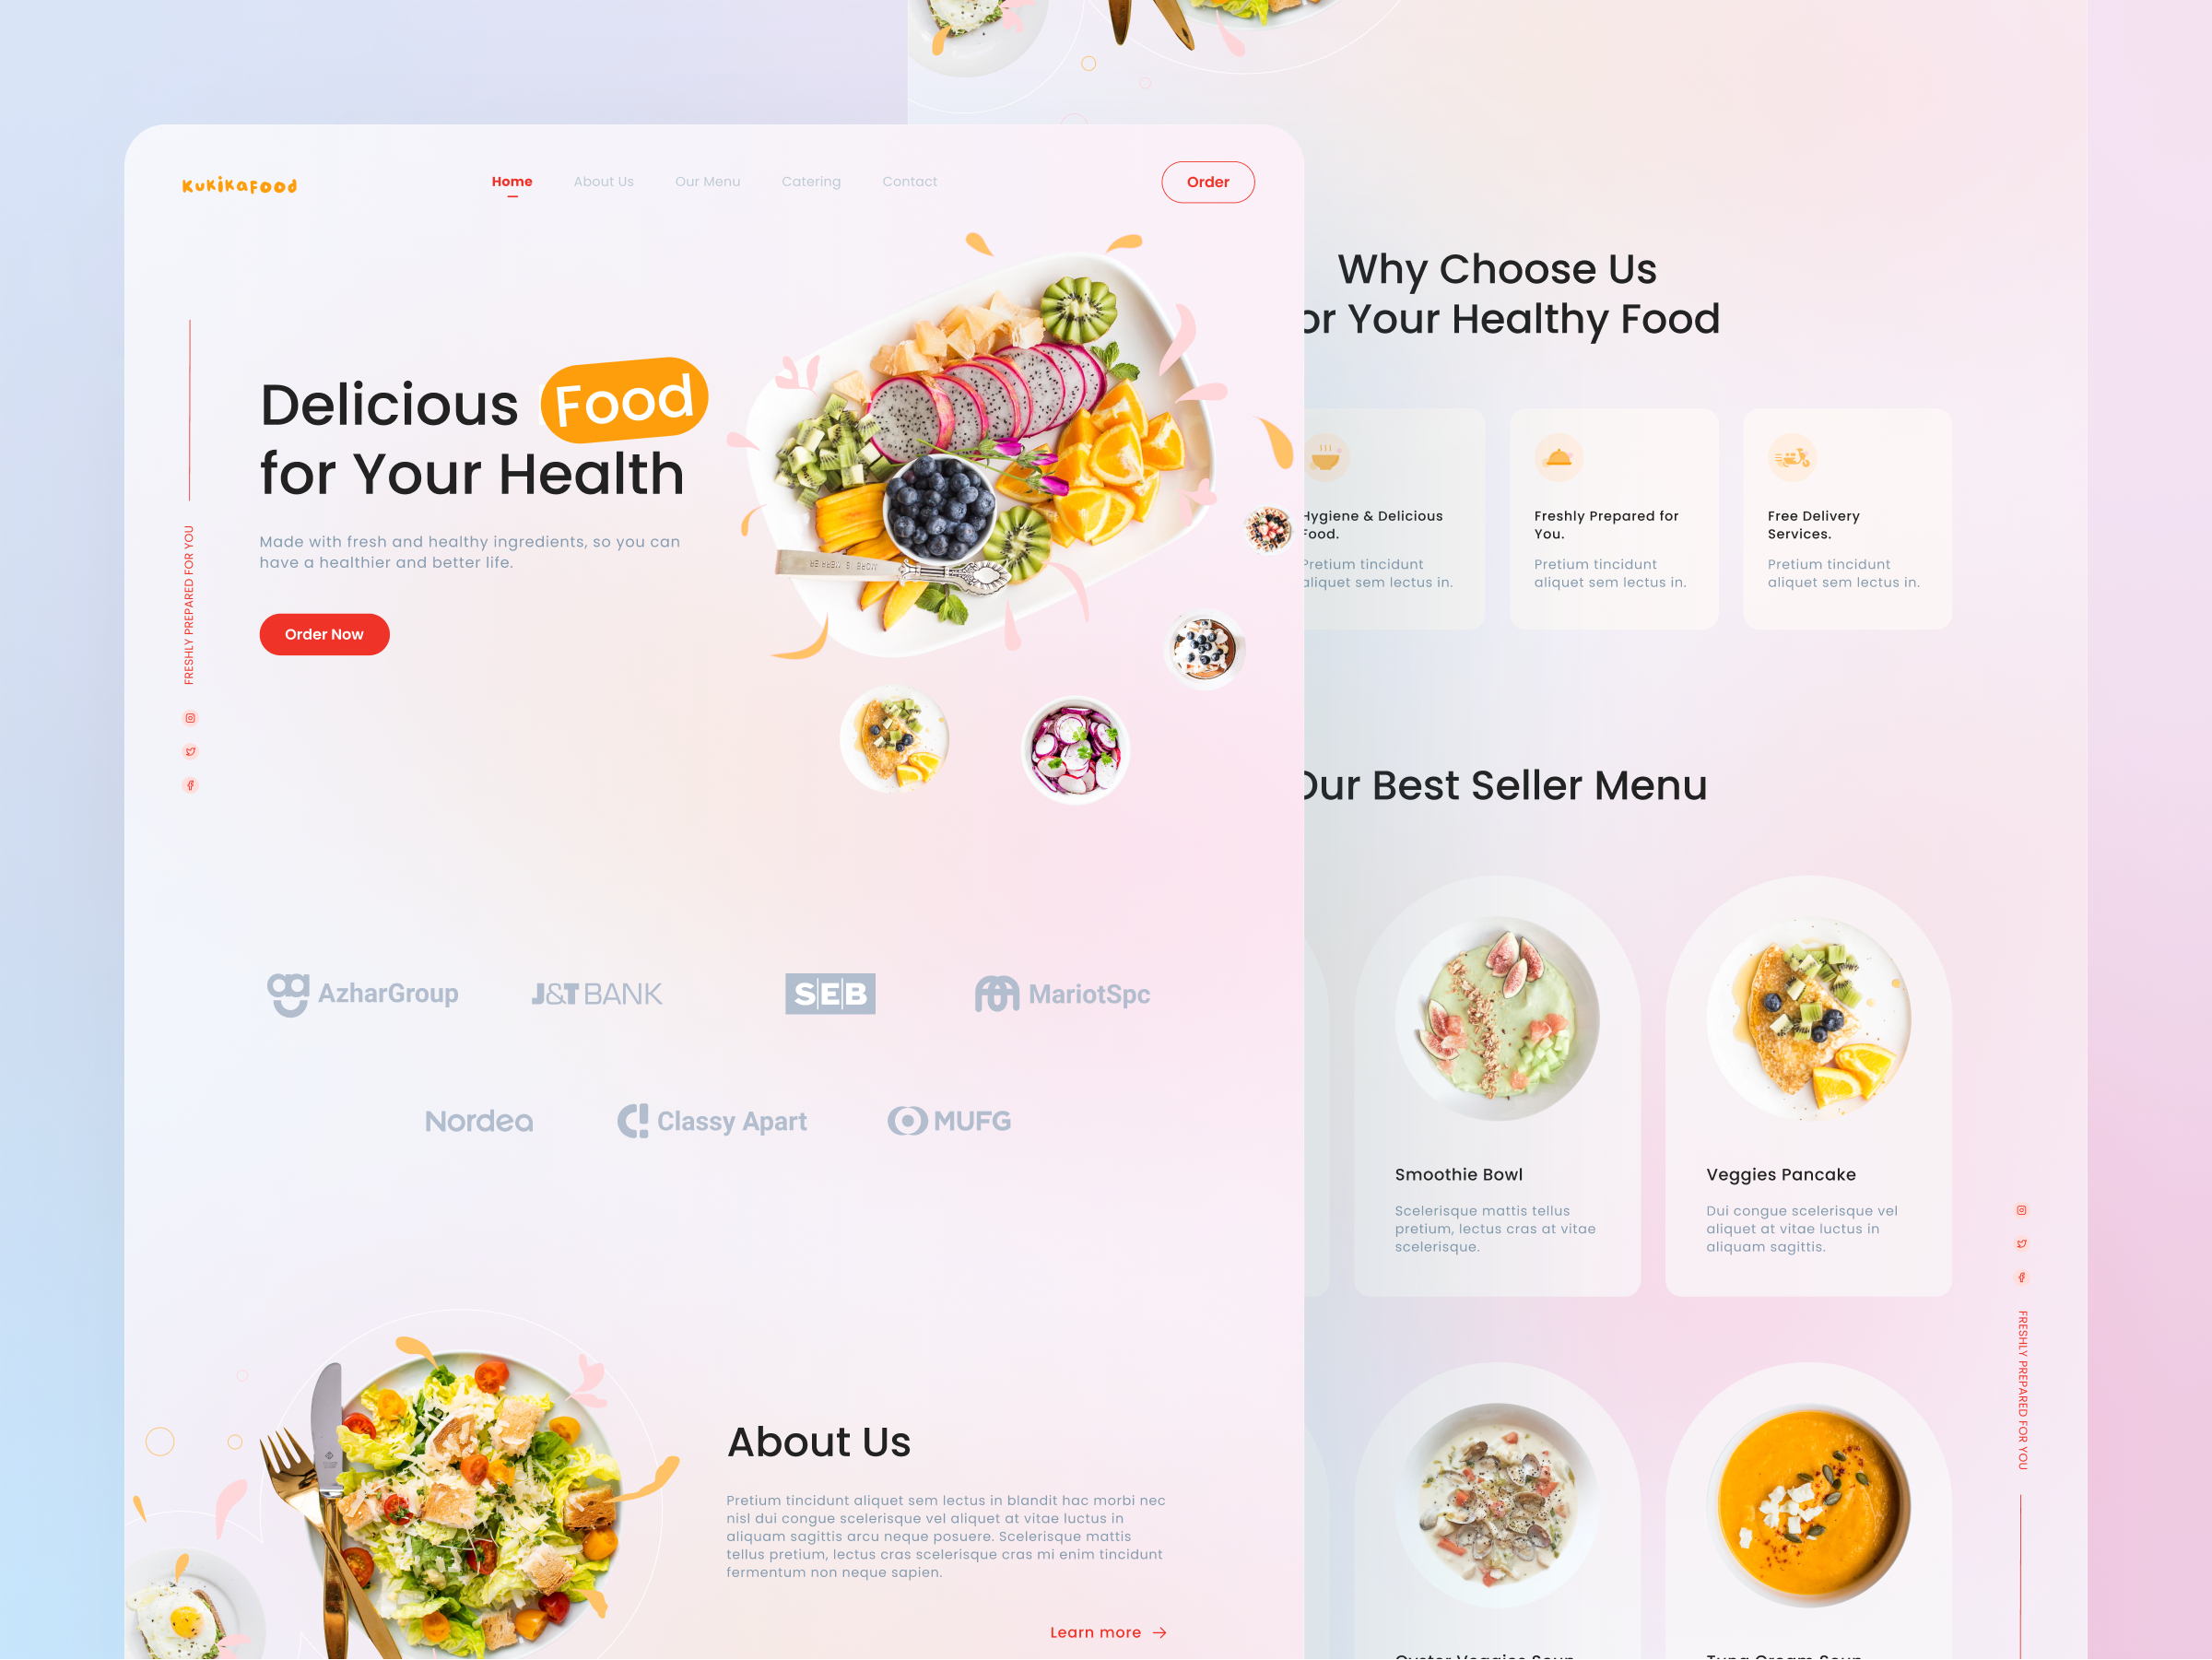 Kukikafood
Home
About Us
Our Menu
Catering
Contact
Order
Delicious Food
for Your Health
Made with fresh and healthy ingredients, so you can
have a healthier and better life.
Order Now
FRESHLY PREPARED FOR YOU
AzharGroup
J&T BANK
SEB
MariotSpc
Nordea
Classy Apart
MUFG
About Us
Pretium tincidunt aliquet sem lectus in blandit hac morbi nec
nisl dui congue scelerisque vel aliquet at vitae luctus in
aliquam sagittis arcu neque posuere. Scelerisque mattis
tellus pretium, lectus cras scelerisque cras mi enim tincidunt
fermentum non neque sapien.
Learn more
Why Choose Us
or Your Healthy Food
Hygiene & Delicious
Food.
Pretium tincidunt
aliquet sem lectus in.
Freshly Prepared for
You.
Pretium tincidunt
aliquet sem lectus in.
Free Delivery
Services.
Pretium tincidunt
aliquet sem lectus in.
Our Best Seller Menu
Smoothie Bowl
Scelerisque mattis tellus
pretium, lectus cras at vitae
scelerisque.
Veggies Pancake
Dui congue scelerisque vel
aliquet at vitae luctus in
aliquam sagittis.
FRESHLY PREPARED FOR YOU
Oyster Veggies Soup
Tuna Cream Soup